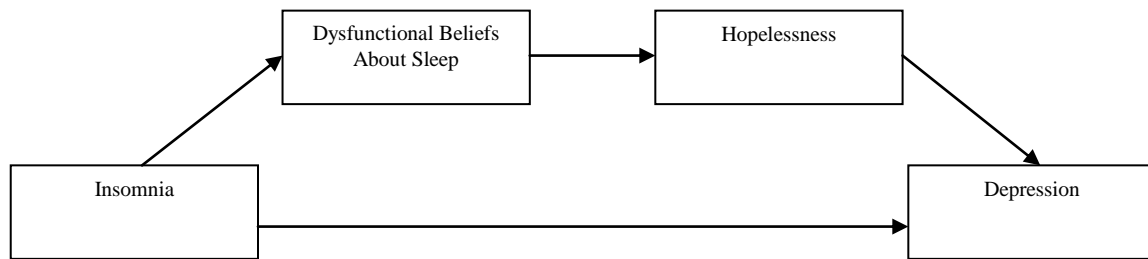 Dysfunctional Beliefs
About Sleep
Hopelessness
Insomnia
Depression